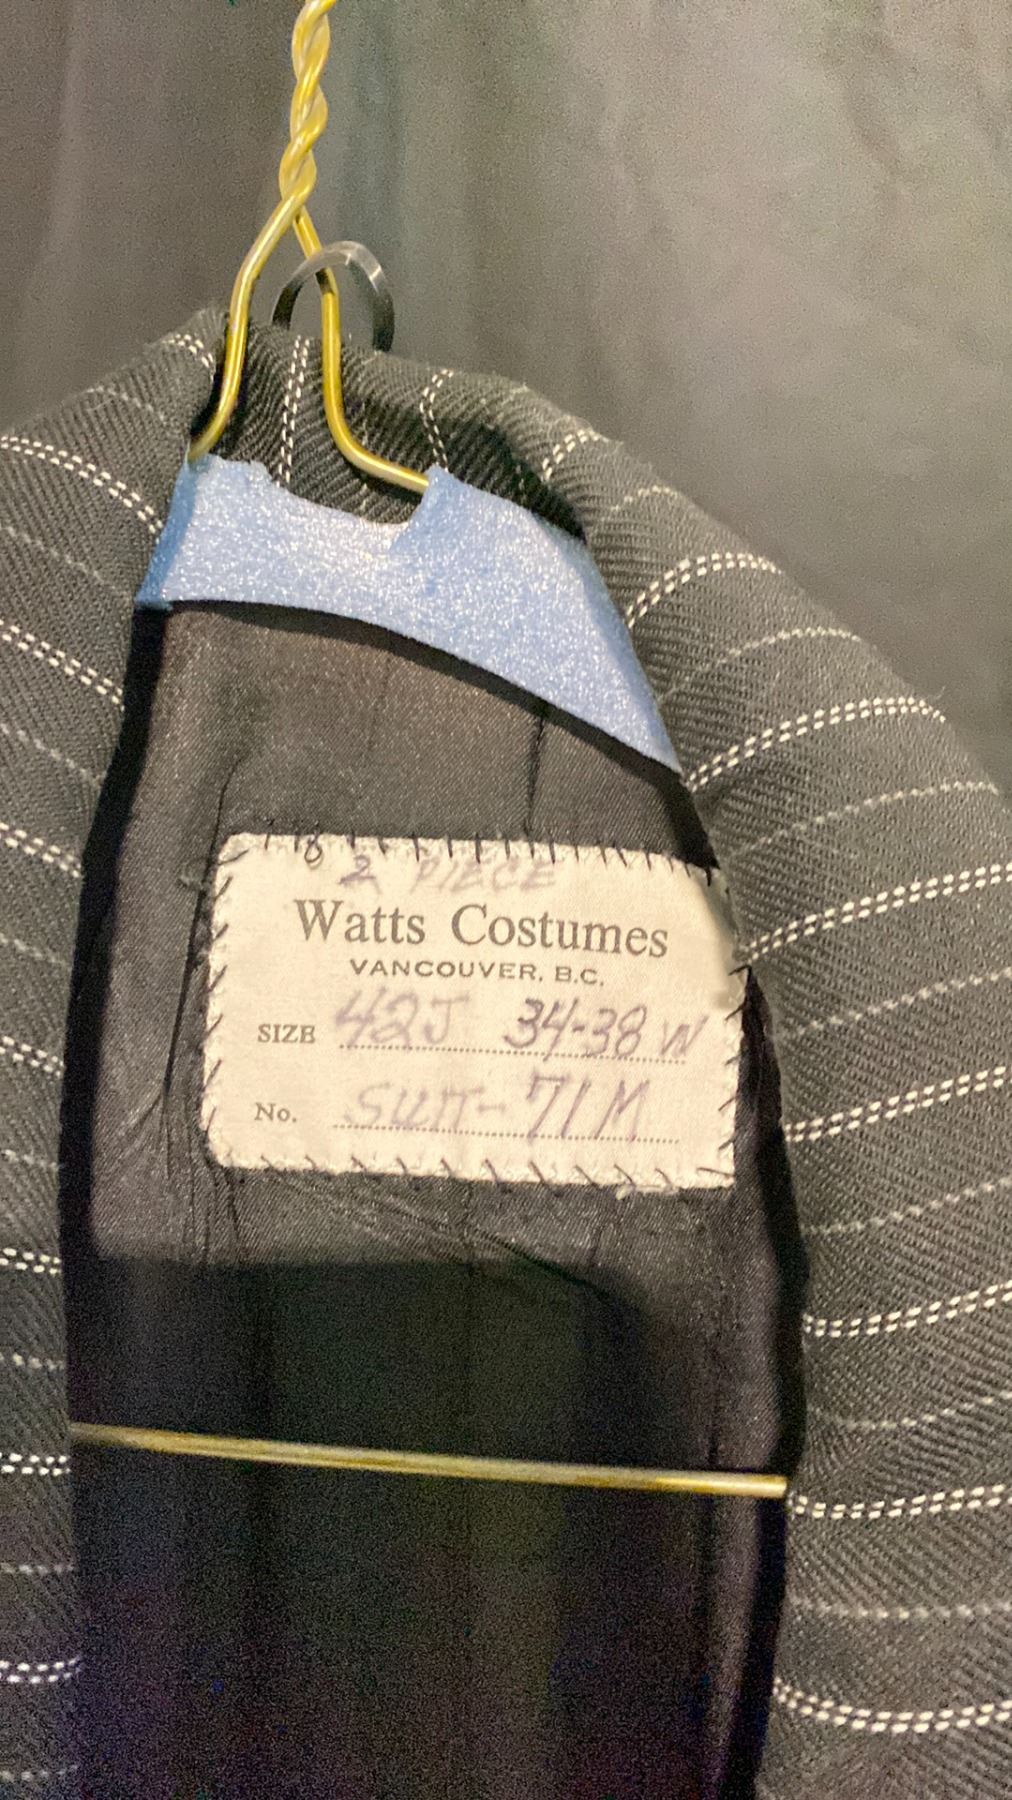 2 PIECE
Watts Costumes
VANCOUVER, B.C.
SIZE 42J 34-38 W
No. SUIT-71M